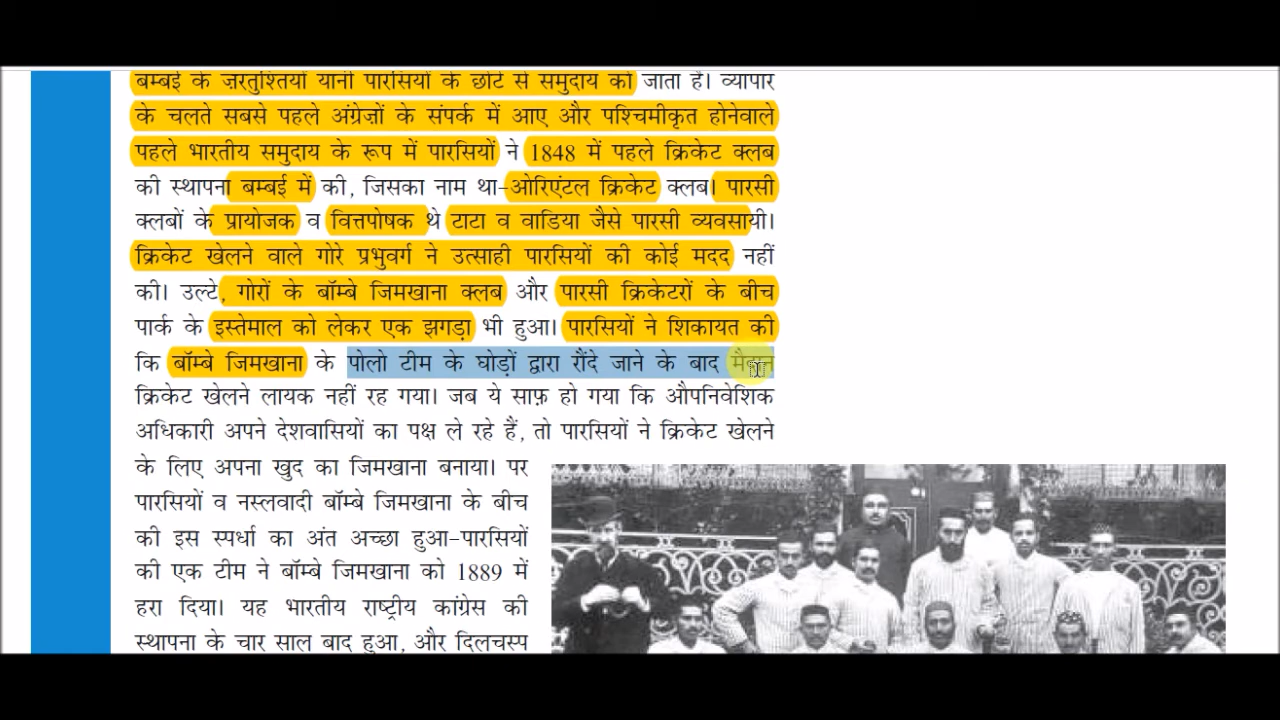 बम्बई के ज़रतुश्तियों यानी पारसियों के छोटे से समुदाय को जाता है। व्यापार
के चलते सबसे पहले अंग्रेज़ों के संपर्क में आए और पश्चिमीकृत होनेवाले
पहले भारतीय समुदाय के रूप में पारसियों ने 1848 में पहले क्रिकेट क्लब
की स्थापना बम्बई में की, जिसका नाम था-ओरिएंटल क्रिकेट क्लब। पारसी
क्लबों के प्रायोजक व वित्तपोषक थे टाटा व वाडिया जैसे पारसी व्यवसायी।
क्रिकेट खेलने वाले गोरे प्रभुवर्ग ने उत्साही पारसियों की कोई मदद नहीं
की। उल्टे, गोरों के बॉम्बे जिमखाना क्लब और पारसी क्रिकेटरों के बीच
पार्क के इस्तेमाल को लेकर एक झगड़ा भी हुआ। पारसियों ने शिकायत की
कि बॉम्बे जिमखाना के पोलो टीम के घोड़ों द्वारा रौंदे जाने के बाद मैदान
क्रिकेट खेलने लायक नहीं रह गया। जब ये साफ़ हो गया कि औपनिवेशिक
अधिकारी अपने देशवासियों का पक्ष ले रहे हैं, तो पारसियों ने क्रिकेट खेलने
के लिए अपना खुद का जिमखाना बनाया। पर
पारसियों व नस्लवादी बॉम्बे जिमखाना के बीच
की इस स्पर्धा का अंत अच्छा हुआ-पारसियों
की एक टीम ने बॉम्बे जिमखाना को 1889 में
हरा दिया। यह भारतीय राष्ट्रीय कांग्रेस की
स्थापना के चार साल बाद हुआ, और दिलचस्प